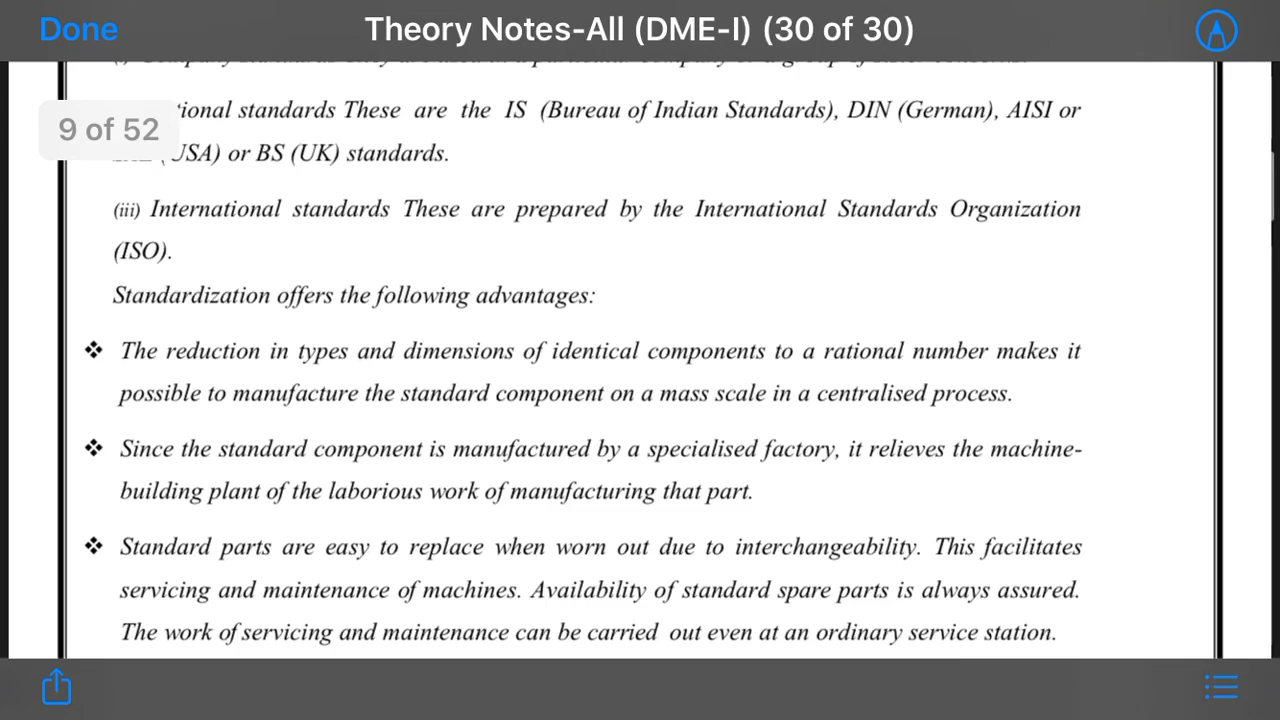 Done
Theory Notes-All (DME-I) (30 of 30)
9 of 52
tional standards These are the IS (Bureau of Indian Standards), DIN (German), AISI or
USA) or BS (UK) standards.
(iii) International standards These are prepared by the International Standards Organization
(ISO).
Standardization offers the following advantages:
❖ The reduction in types and dimensions of identical components to a rational number makes it
possible to manufacture the standard component on a mass scale in a centralised process.
❖ Since the standard component is manufactured by a specialised factory, it relieves the machine-
building plant of the laborious work of manufacturing that part.
❖ Standard parts are easy to replace when worn out due to interchangeability. This facilitates
servicing and maintenance of machines. Availability of standard spare parts is always assured.
The work of servicing and maintenance can be carried out even at an ordinary service station.